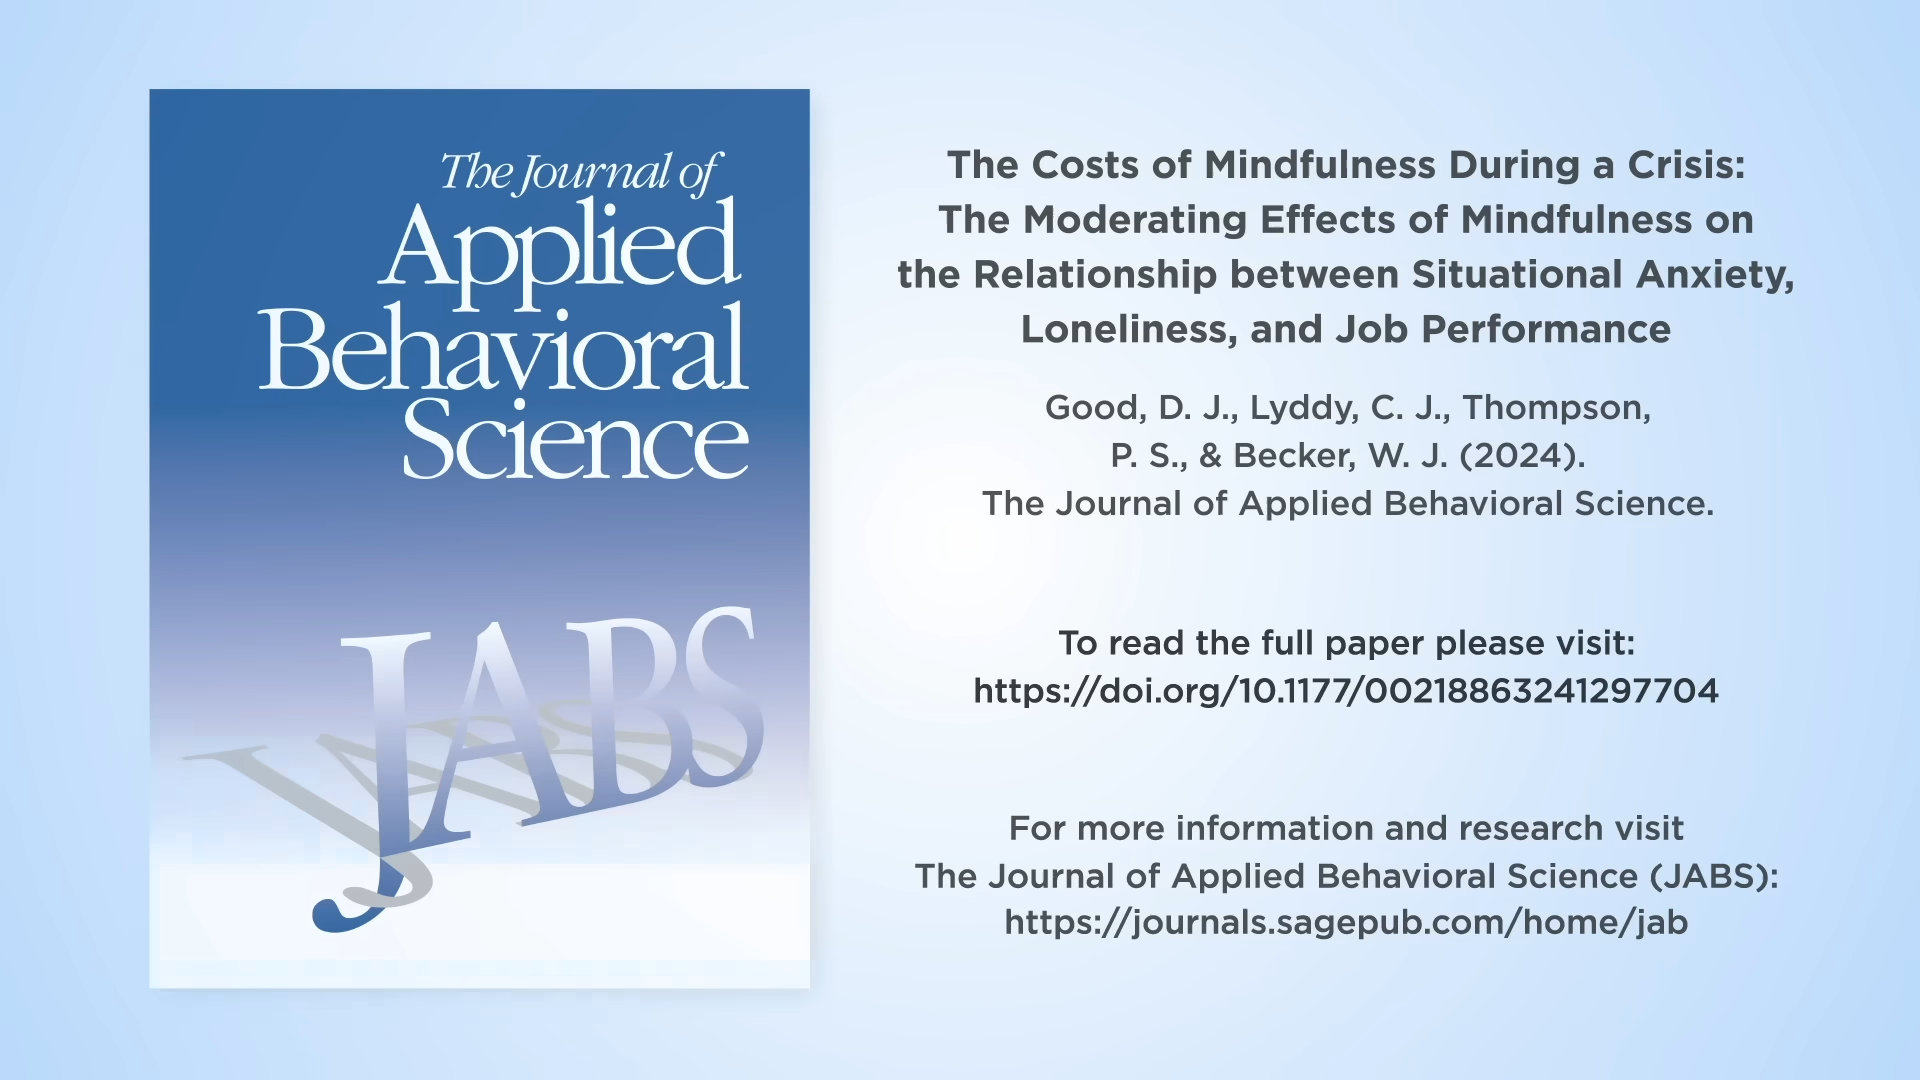 The Journal of
Applied
Behavioral
Science
JABS
The Costs of Mindfulness During a Crisis:
The Moderating Effects of Mindfulness on
the Relationship between Situational Anxiety,
Loneliness, and Job Performance
Good, D. J., Lyddy, C. J., Thompson,
P. S., & Becker, W. J. (2024).
The Journal of Applied Behavioral Science.
To read the full paper please visit:
https://doi.org/10.1177/00218863241297704
For more information and research visit
The Journal of Applied Behavioral Science (JABS):
https://journals.sagepub.com/home/jab